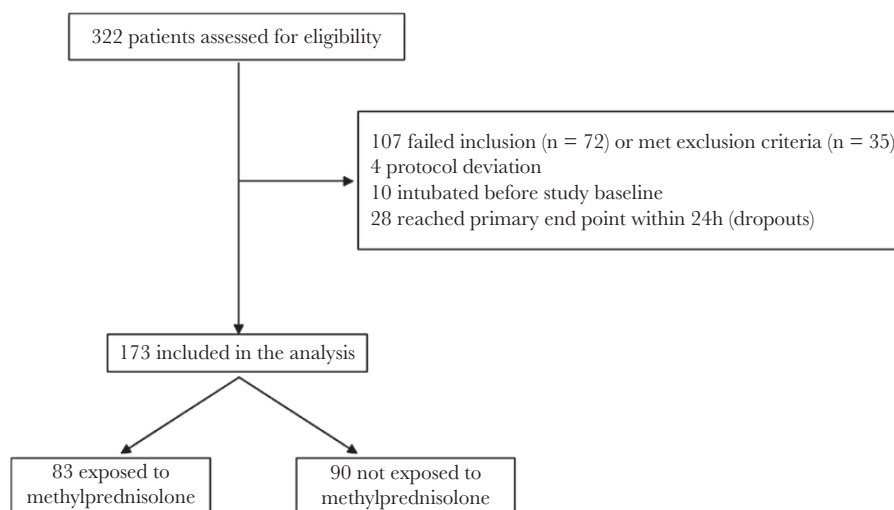 322 patients assessed for eligibility
107 failed inclusion (n = 72) or met exclusion criteria (n = 35)
4 protocol deviation
10 intubated before study baseline
28 reached primary end point within 24h (dropouts)
173 included in the analysis
83 exposed to
methylprednisolone
90 not exposed to
methylprednisolone